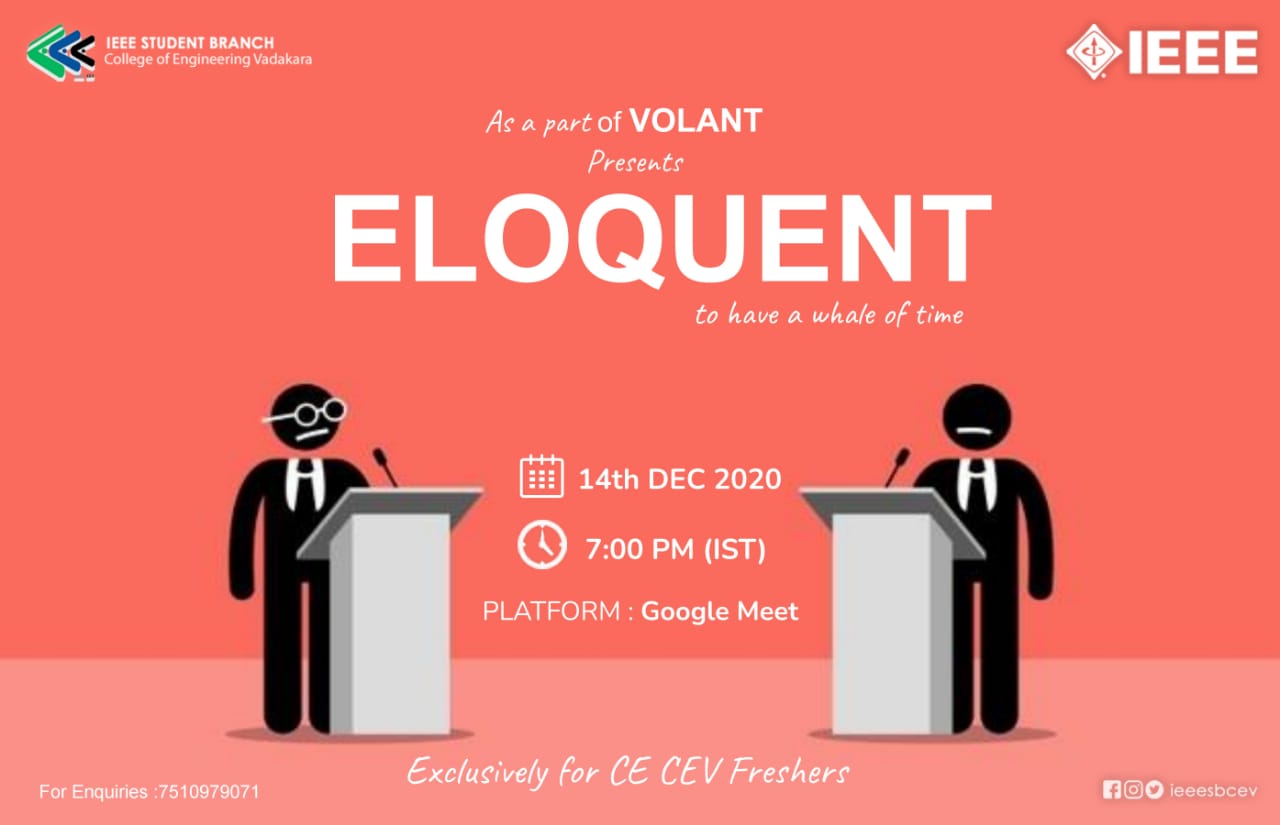 IEEE STUDENT BRANCH
College of Engineering Vadakara
IEEE
As a part of VOLANT
Presents
ELOQUENT
to have a whale of time
14th DEC 2020
7:00 PM (IST)
PLATFORM : Google Meet
Exclusively for CE CEV Freshers
For Enquiries :7510979071
ieeesbcev